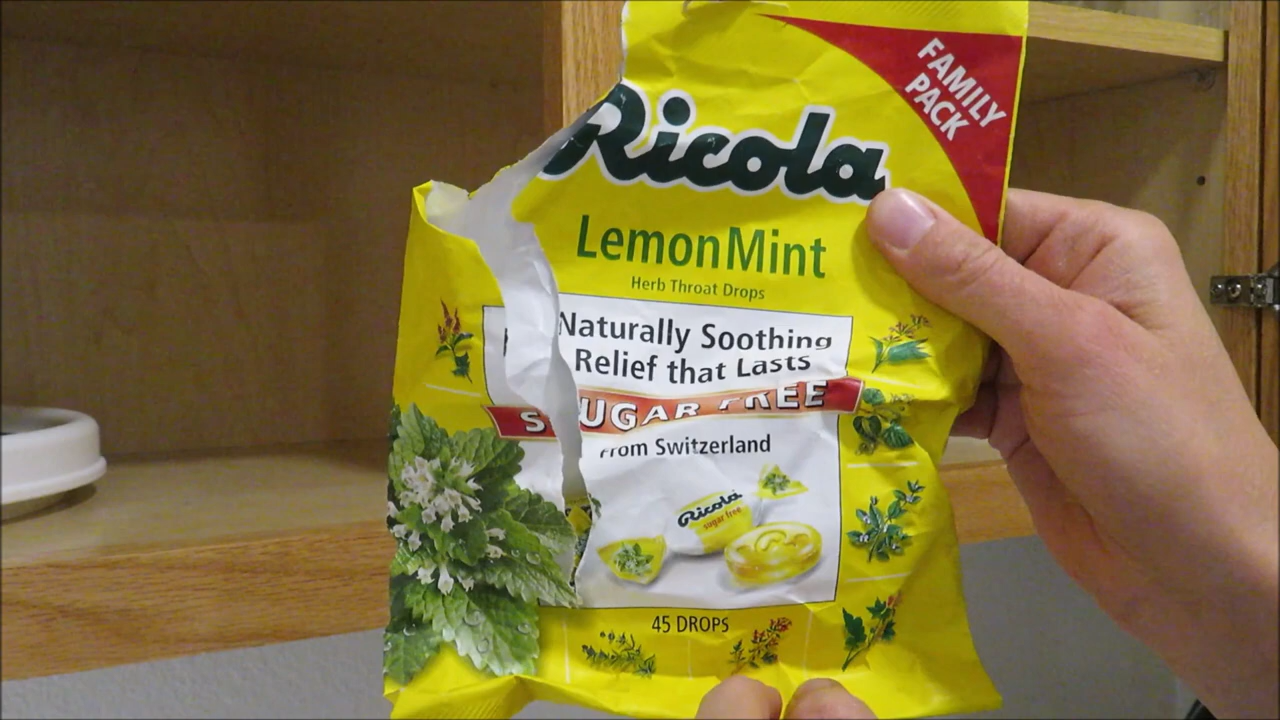 FAMILY
PACK
Ricola
LemonMint
Herb Throat Drops
Naturally Soothing
Relief that Lasts
SUGAR FREE
From Switzerland
Ricola
sugar free
45 DROPS